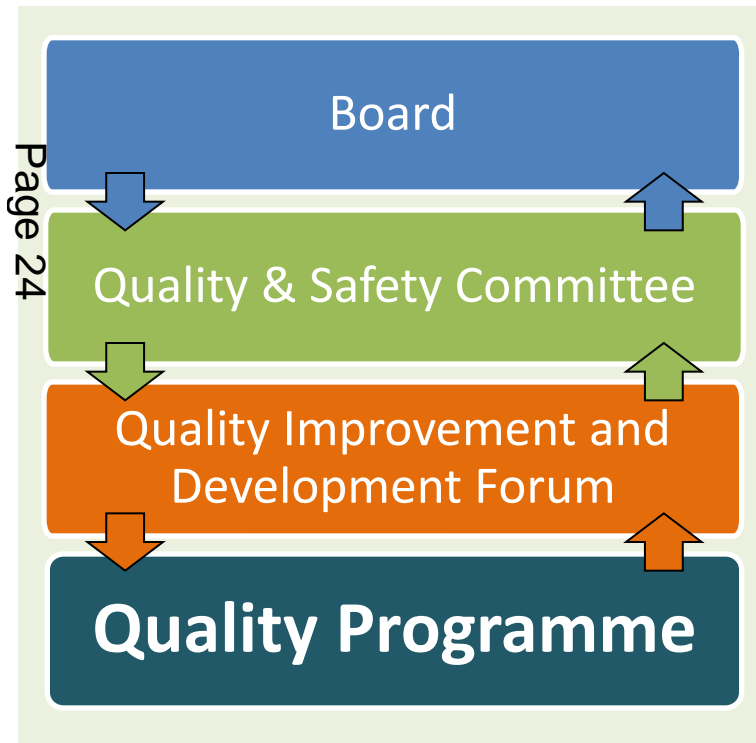 Board
Page 24
Quality & Safety Committee
Quality Improvement and
Development Forum
Quality Programme